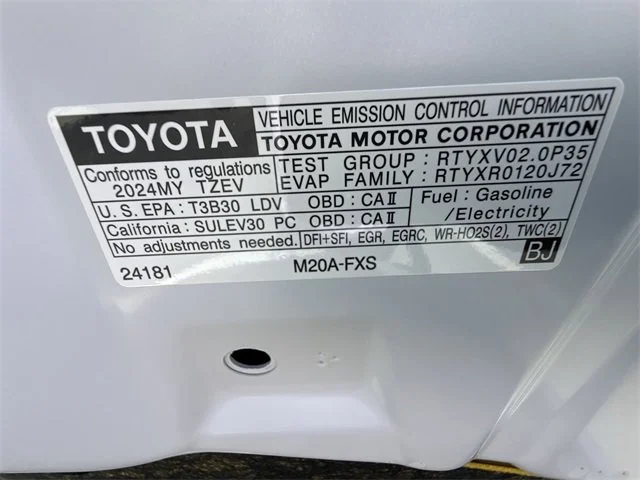 TOYOTA
VEHICLE EMISSION CONTROL INFORMATION
TOYOTA MOTOR CORPORATION
Conforms to regulations
2024MY TZEV
TEST GROUP : RTYXV02.0P35
EVAP FAMILY: RTYXR0120J72
U.S. EPA : T3B30 LDV OBD : CAⅡ
California : SULEV30 PC OBD : CAⅡ
Fuel : Gasoline
/Electricity
No adjustments needed.
DFI+SFI, EGR, EGRC, WR-HO2S(2), TWC(2)
24181
M20A-FXS
BJ